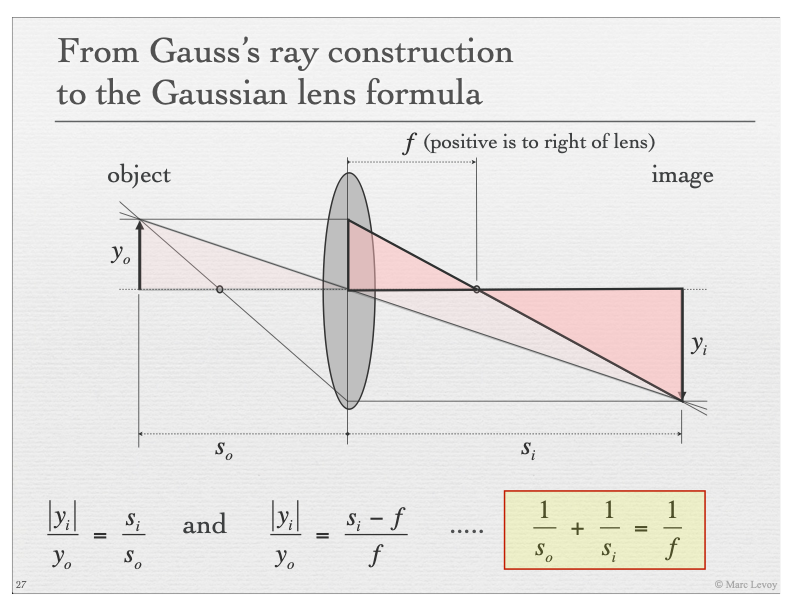 From Gauss's ray construction
to the Gaussian lens formula
f (positive is to right of lens)
object
image
y_o
y_i
s_o
s_i
|y_i| / y_o = s_i / s_o and |y_i| / y_o = (s_i − f) / f ..... 1/s_o + 1/s_i = 1/f
27
© Marc Levoy